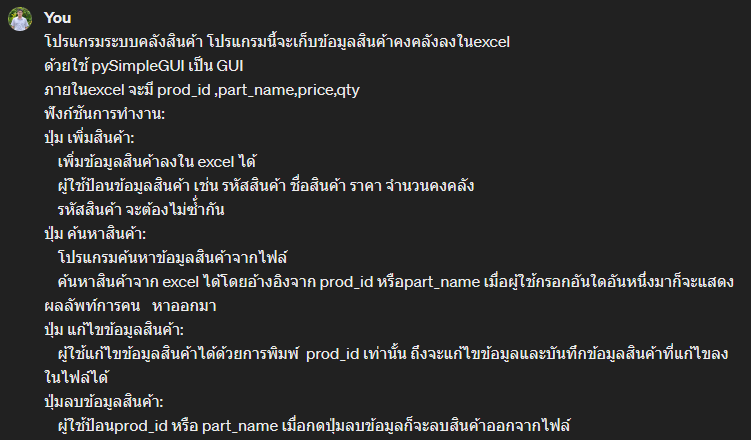 You
โปรแกรมระบบคลังสินค้า โปรแกรมนี้จะเก็บข้อมูลสินค้าคงคลังลงในexcel
ด้วยใช้ pySimpleGUI เป็น GUI
ภายในexcel จะมี prod_id ,part_name,price,qty
ฟังก์ชันการทำงาน:
ปุ่ม เพิ่มสินค้า:
เพิ่มข้อมูลสินค้าลงใน excel ได้
ผู้ใช้ป้อนข้อมูลสินค้า เช่น รหัสสินค้า ชื่อสินค้า ราคา จำนวนคงคลัง
รหัสสินค้า จะต้องไม่ซ้ำกัน
ปุ่ม ค้นหาสินค้า:
โปรแกรมค้นหาข้อมูลสินค้าจากไฟล์
ค้นหาสินค้าจาก excel ได้โดยอ้างอิงจาก prod_id หรือpart_name เมื่อผู้ใช้กรอกอันใดอันหนึ่งมาก็จะแสดง
ผลลัพท์การคน หาออกมา
ปุ่ม แก้ไขข้อมูลสินค้า:
ผู้ใช้แก้ไขข้อมูลสินค้าได้ด้วยการพิมพ์ prod_id เท่านั้น ถึงจะแก้ไขข้อมูลและบันทึกข้อมูลสินค้าที่แก้ไขลง
ในไฟล์ได้
ปุ่มลบข้อมูลสินค้า:
ผู้ใช้ป้อนprod_id หรือ part_name เมื่อกดปุ่มลบข้อมูลก็จะลบสินค้าออกจากไฟล์